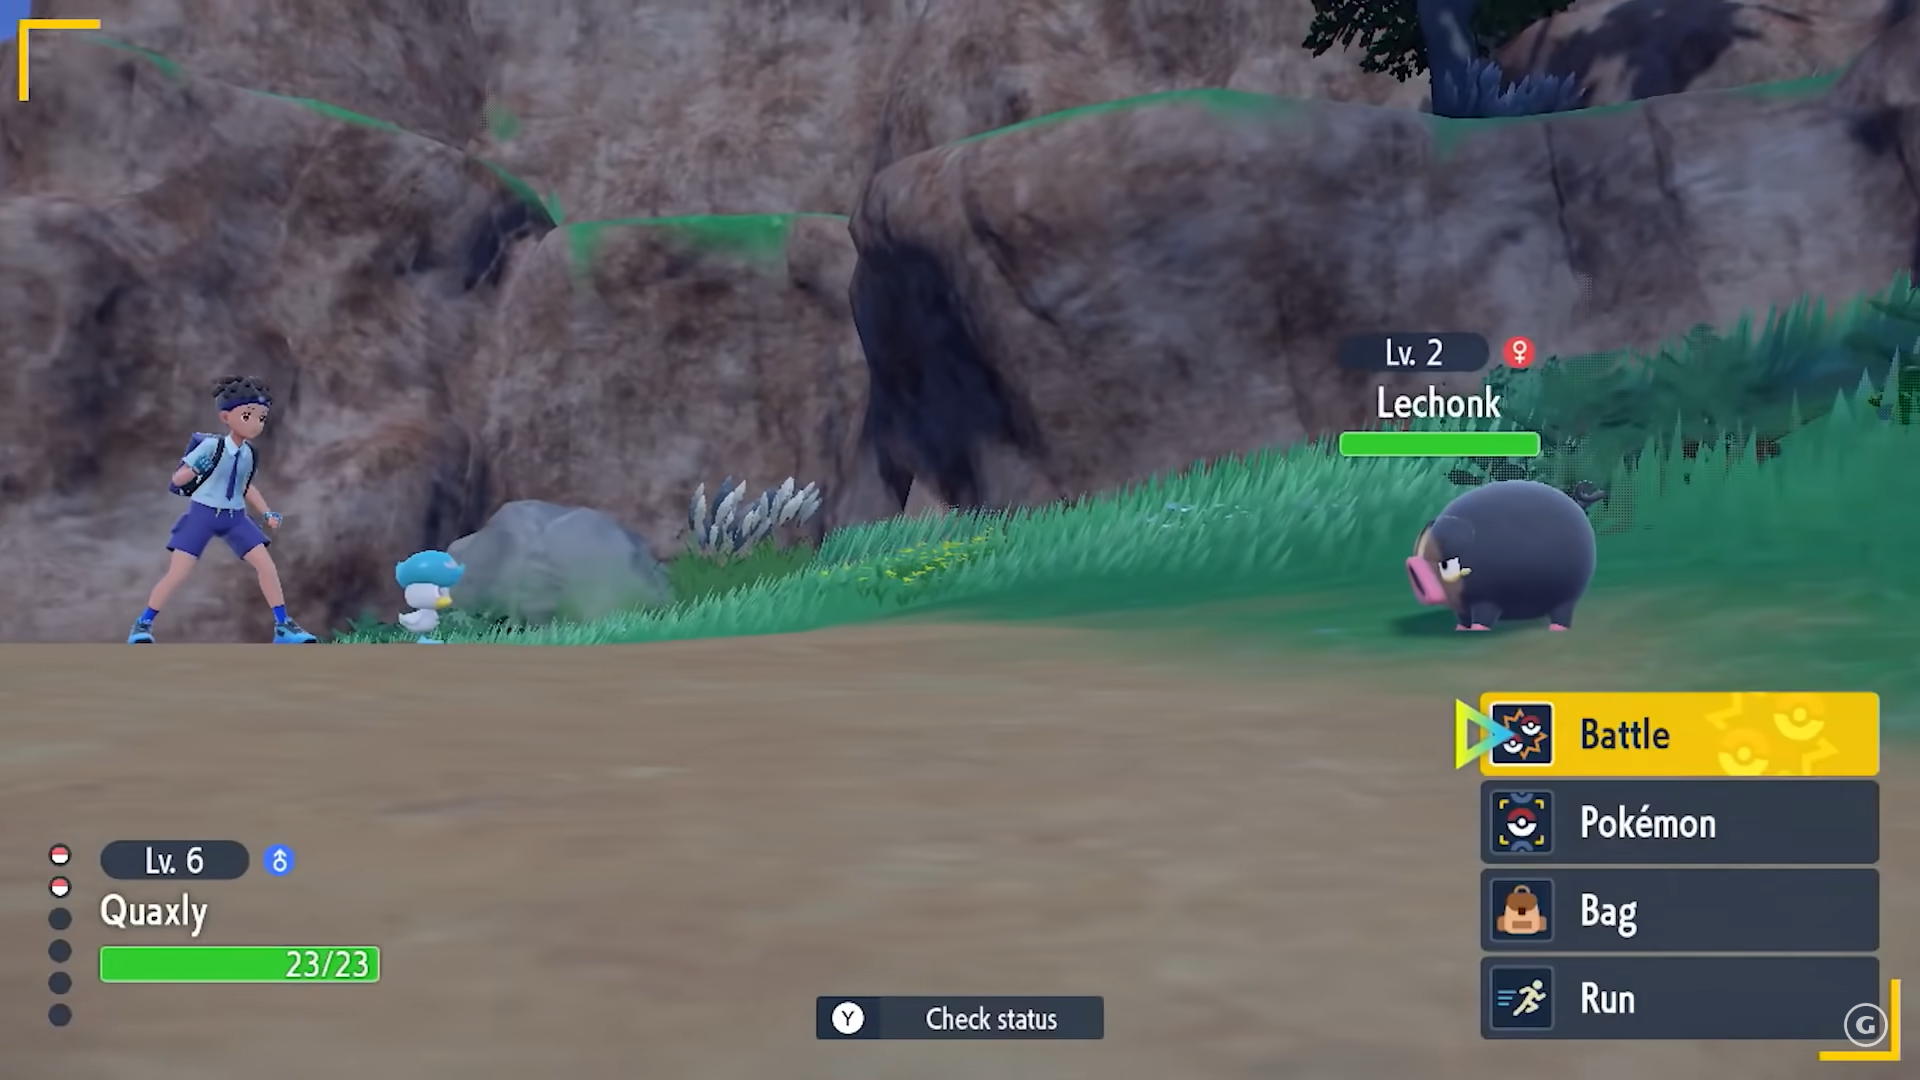 Lv. 2 ♀
Lechonk
Battle
Pokémon
Bag
Run
Lv. 6 ♂
Quaxly
23/23
Y Check status
G